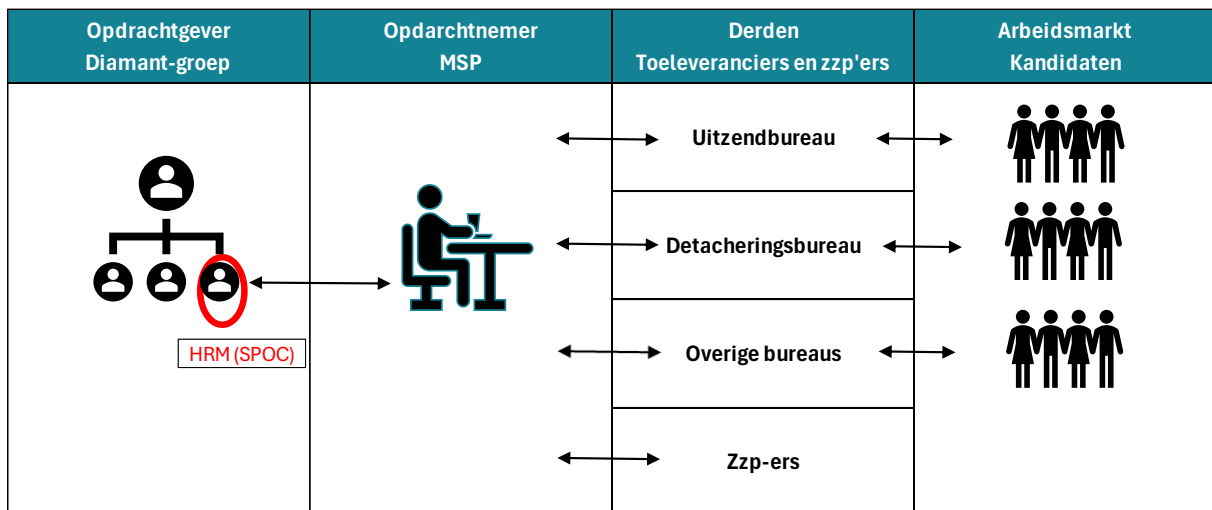 Opdrachtgever
Diamant-groep
Opdarchtnemer
MSP
Derden
Toeleveranciers en zzp'ers
Arbeidsmarkt
Kandidaten
Uitzendbureau
Detacheringsbureau
HRM (SPOC)
Overige bureaus
Zzp-ers